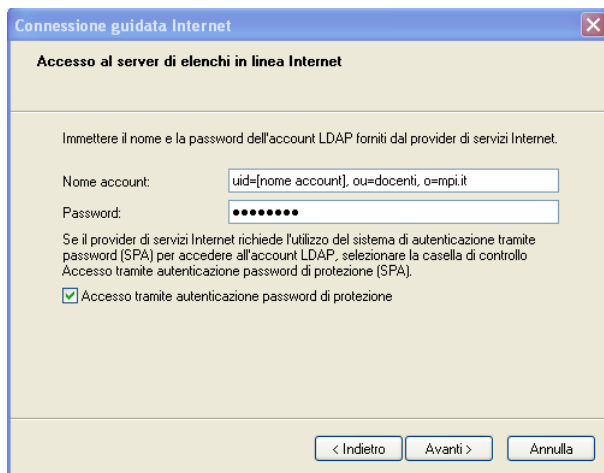 Connessione guidata Internet
Accesso al server di elenchi in linea Internet
Immettere il nome e la password dell'account LDAP forniti dal provider di servizi Internet.
Nome account:
uid=[nome account], ou=docenti, o=mpi.it
Password:
●●●●●●●●
Se il provider di servizi Internet richiede l'utilizzo del sistema di autenticazione tramite
password (SPA) per accedere all'account LDAP, selezionare la casella di controllo
Accesso tramite autenticazione password di protezione (SPA).
Accesso tramite autenticazione password di protezione
< Indietro
Avanti >
Annulla